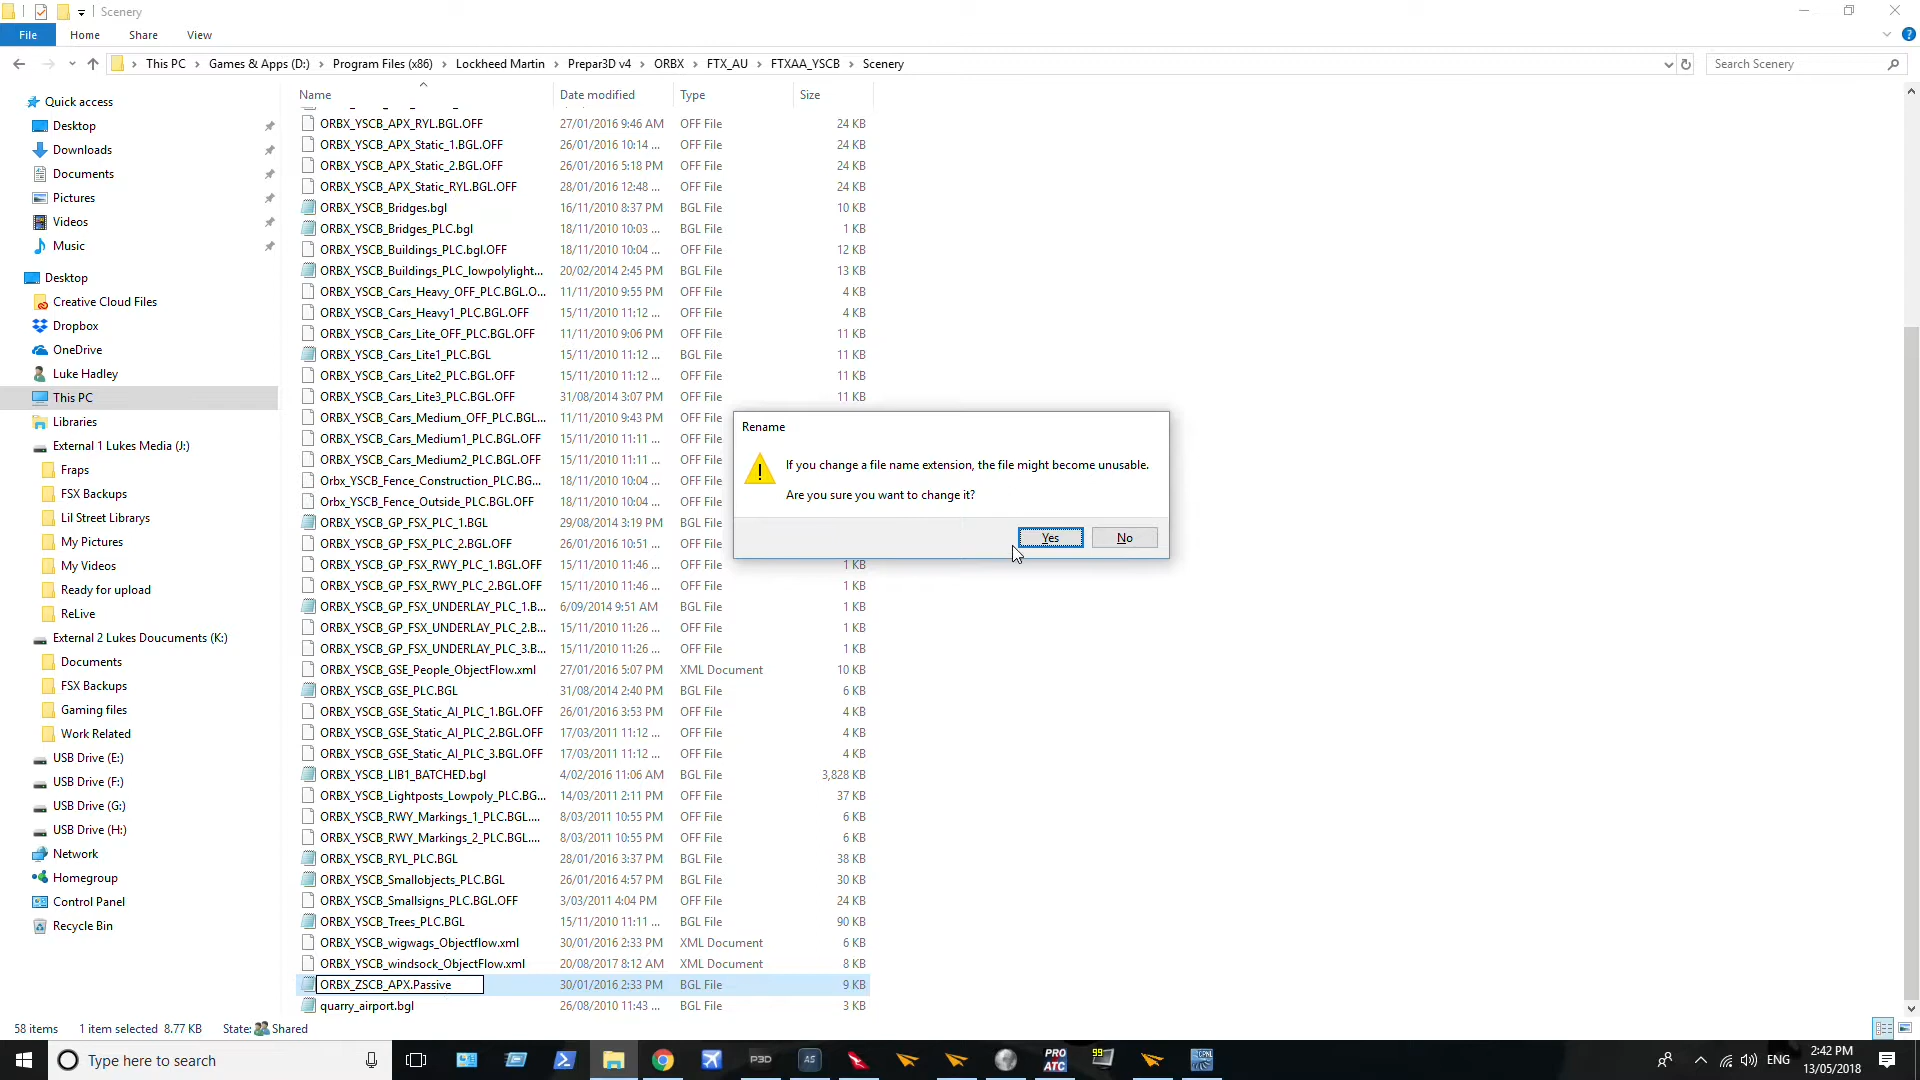 Scenery
File
Home
Share
View
This PC
Games & Apps (D:)
Program Files (x86)
Lockheed Martin
Prepar3D v4
ORBX
FTX_AU
FTXAA_YSCB
Scenery
Search Scenery
Name
Date modified
Type
Size
Quick access
Desktop
Downloads
Documents
Pictures
Videos
Music
Desktop
Creative Cloud Files
Dropbox
OneDrive
Luke Hadley
This PC
Libraries
External 1 Lukes Media (J:)
Fraps
FSX Backups
Lil Street Librarys
My Pictures
My Videos
Ready for upload
ReLive
External 2 Lukes Doucuments (K:)
Documents
FSX Backups
Gaming files
Work Related
USB Drive (E:)
USB Drive (F:)
USB Drive (G:)
USB Drive (H:)
Network
Homegroup
Control Panel
Recycle Bin
ORBX_YSCB_APX_RYL.BGL.OFF 27/01/2016 9:46 AM OFF File 24 KB
ORBX_YSCB_APX_Static_1.BGL.OFF 26/01/2016 10:14 ... OFF File 24 KB
ORBX_YSCB_APX_Static_2.BGL.OFF 26/01/2016 5:18 PM OFF File 24 KB
ORBX_YSCB_APX_Static_RYL.BGL.OFF 28/01/2016 12:48 ... OFF File 24 KB
ORBX_YSCB_Bridges.bgl 16/11/2010 8:37 PM BGL File 10 KB
ORBX_YSCB_Bridges_PLC.bgl 18/11/2010 10:03 ... BGL File 1 KB
ORBX_YSCB_Buildings_PLC.bgl.OFF 18/11/2010 10:04 ... OFF File 12 KB
ORBX_YSCB_Buildings_PLC_lowpolylight... 20/02/2014 2:45 PM BGL File 13 KB
ORBX_YSCB_Cars_Heavy_OFF_PLC.BGL.O... 11/11/2010 9:55 PM OFF File 4 KB
ORBX_YSCB_Cars_Heavy1_PLC.BGL.OFF 15/11/2010 11:12 ... OFF File 4 KB
ORBX_YSCB_Cars_Lite_OFF_PLC.BGL.OFF 11/11/2010 9:06 PM OFF File 11 KB
ORBX_YSCB_Cars_Lite1_PLC.BGL 15/11/2010 11:12 ... BGL File 11 KB
ORBX_YSCB_Cars_Lite2_PLC.BGL.OFF 15/11/2010 11:12 ... OFF File 11 KB
ORBX_YSCB_Cars_Lite3_PLC.BGL.OFF 31/08/2014 3:07 PM OFF File 11 KB
ORBX_YSCB_Cars_Medium_OFF_PLC.BGL... 11/11/2010 9:43 PM OFF File
ORBX_YSCB_Cars_Medium1_PLC.BGL.OFF 15/11/2010 11:11 ... OFF File
ORBX_YSCB_Cars_Medium2_PLC.BGL.OFF 15/11/2010 11:11 ... OFF File
Orbx_YSCB_Fence_Construction_PLC.BG... 18/11/2010 10:04 ... OFF File
Orbx_YSCB_Fence_Outside_PLC.BGL.OFF 18/11/2010 10:04 ... OFF File
ORBX_YSCB_GP_FSX_PLC_1.BGL 29/08/2014 3:19 PM BGL File
ORBX_YSCB_GP_FSX_PLC_2.BGL.OFF 26/01/2016 10:51 ... OFF File
ORBX_YSCB_GP_FSX_RWY_PLC_1.BGL.OFF 15/11/2010 11:46 ... OFF File 1 KB
ORBX_YSCB_GP_FSX_RWY_PLC_2.BGL.OFF 15/11/2010 11:46 ... OFF File 1 KB
ORBX_YSCB_GP_FSX_UNDERLAY_PLC_1.B... 6/09/2014 9:51 AM BGL File 1 KB
ORBX_YSCB_GP_FSX_UNDERLAY_PLC_2.B... 15/11/2010 11:26 ... OFF File 1 KB
ORBX_YSCB_GP_FSX_UNDERLAY_PLC_3.B... 15/11/2010 11:26 ... OFF File 1 KB
ORBX_YSCB_GSE_People_ObjectFlow.xml 27/01/2016 5:07 PM XML Document 10 KB
ORBX_YSCB_GSE_PLC.BGL 31/08/2014 2:40 PM BGL File 6 KB
ORBX_YSCB_GSE_Static_AI_PLC_1.BGL.OFF 26/01/2016 3:53 PM OFF File 4 KB
ORBX_YSCB_GSE_Static_AI_PLC_2.BGL.OFF 17/03/2011 11:12 ... OFF File 4 KB
ORBX_YSCB_GSE_Static_AI_PLC_3.BGL.OFF 17/03/2011 11:12 ... OFF File 4 KB
ORBX_YSCB_LIB1_BATCHED.bgl 4/02/2016 11:06 AM BGL File 3,828 KB
ORBX_YSCB_Lightposts_Lowpoly_PLC.BG... 14/03/2011 2:11 PM OFF File 37 KB
ORBX_YSCB_RWY_Markings_1_PLC.BGL.... 8/03/2011 10:55 PM OFF File 6 KB
ORBX_YSCB_RWY_Markings_2_PLC.BGL.... 8/03/2011 10:55 PM OFF File 6 KB
ORBX_YSCB_RYL_PLC.BGL 28/01/2016 3:37 PM BGL File 38 KB
ORBX_YSCB_Smallobjects_PLC.BGL 26/01/2016 4:57 PM BGL File 30 KB
ORBX_YSCB_Smallsigns_PLC.BGL.OFF 3/03/2011 4:04 PM OFF File 24 KB
ORBX_YSCB_Trees_PLC.BGL 15/11/2010 11:11 ... BGL File 90 KB
ORBX_YSCB_wigwags_Objectflow.xml 30/01/2016 2:33 PM XML Document 6 KB
ORBX_YSCB_windsock_ObjectFlow.xml 20/08/2017 8:12 AM XML Document 8 KB
ORBX_ZSCB_APX.Passive 30/01/2016 2:33 PM BGL File 9 KB
quarry_airport.bgl 26/08/2010 11:43 ... BGL File 3 KB
Rename
If you change a file name extension, the file might become unusable.
Are you sure you want to change it?
Yes
No
58 items
1 item selected 8.77 KB
State:
Shared
Type here to search
P3D
AS
PRO
ATC
99
CPNL
ENG
2:42 PM
13/05/2018